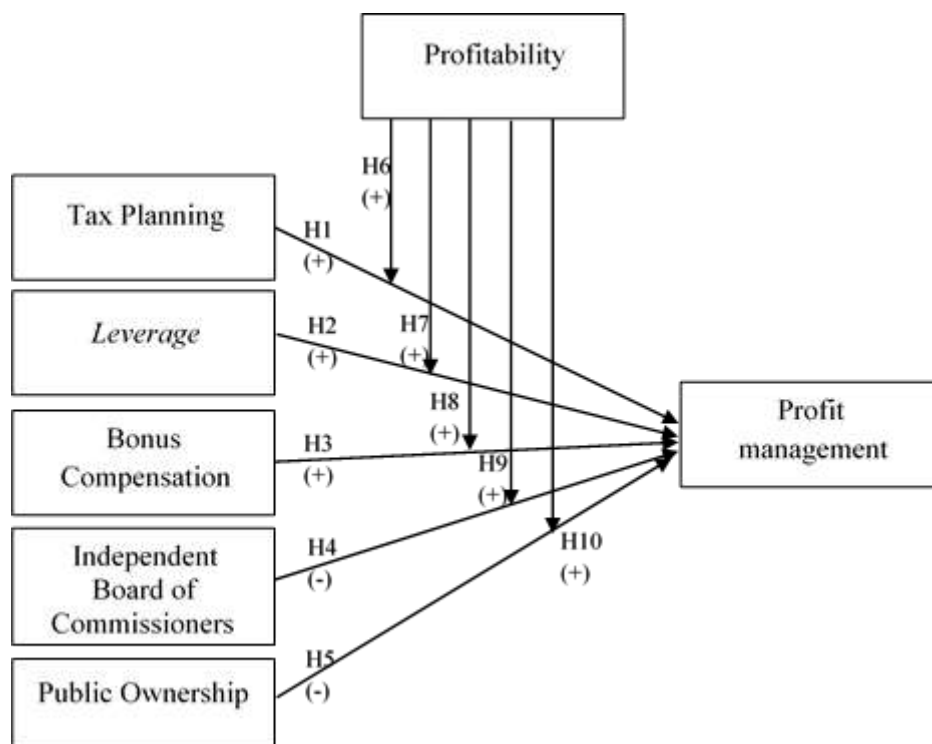 Profitability
H6
(+)
Tax Planning
H1
(+)
Leverage
H2
(+)
H7
(+)
H8
(+)
Profit
management
Bonus
Compensation
H3
(+)
H9
(+)
Independent
Board of
Commissioners
H4
(-)
H10
(+)
Public Ownership
H5
(-)